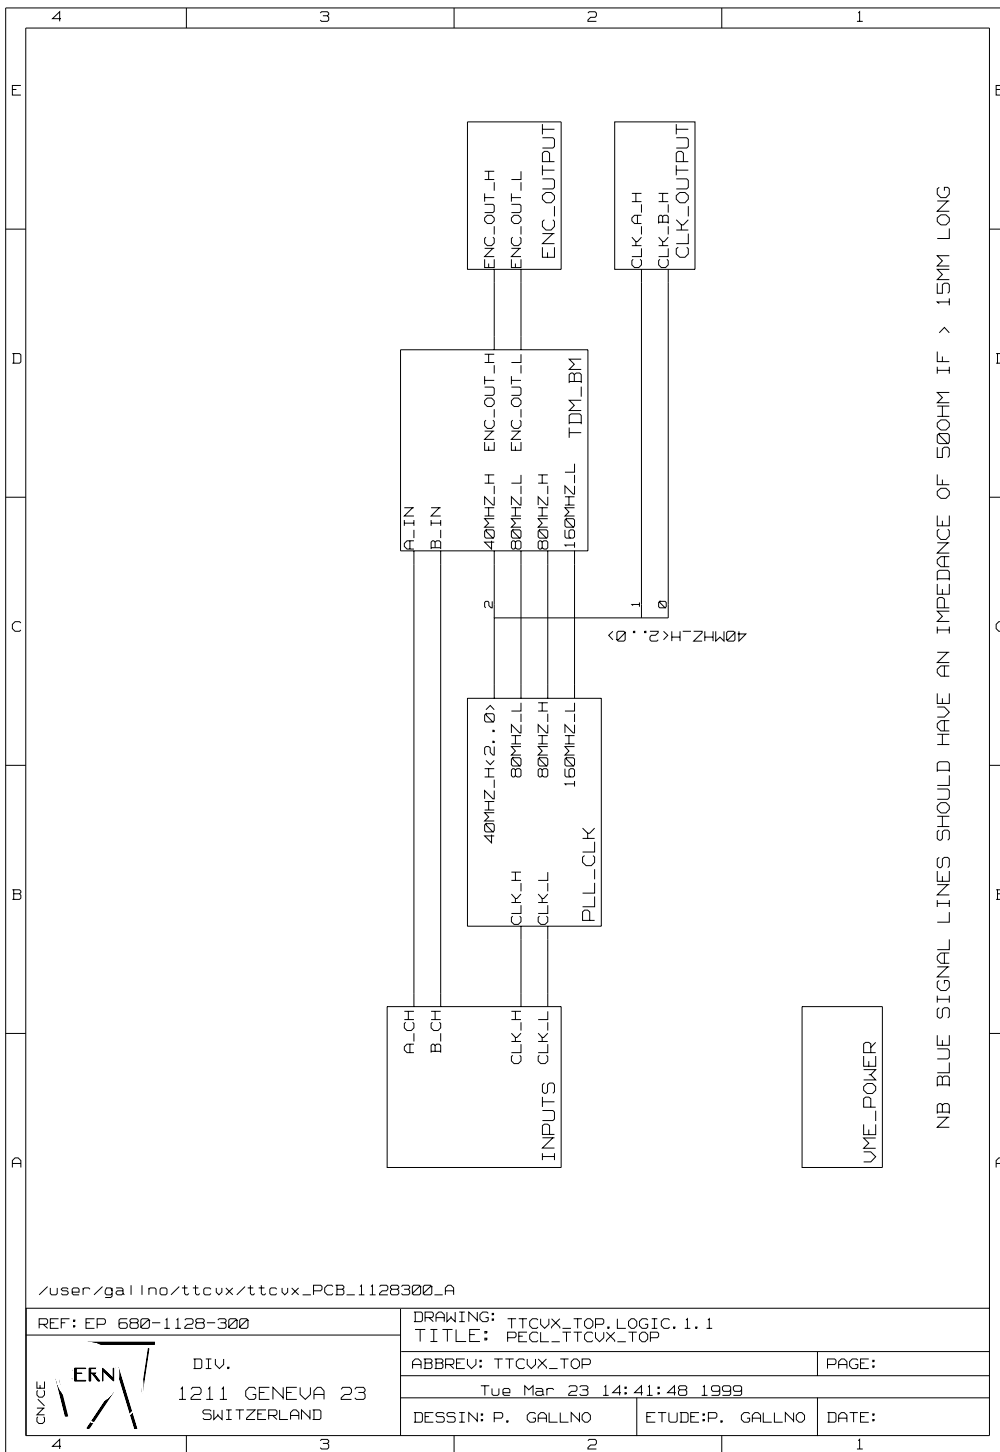 4 3 2 1
E E
D D
C C
B B
A A
ENC_OUT_H
ENC_OUT_L
ENC_OUTPUT
CLK_A_H
CLK_B_H
CLK_OUTPUT
A_IN
B_IN
40MHZ_H ENC_OUT_H
80MHZ_L ENC_OUT_L
80MHZ_H
160MHZ_L
TDM_BM
2
1
0
40MHZ_H<2..0>
40MHZ_H<2..0>
80MHZ_L
80MHZ_H
160MHZ_L
CLK_H
CLK_L
PLL_CLK
A_CH
B_CH
CLK_H
CLK_L
INPUTS
VME_POWER
NB BLUE SIGNAL LINES SHOULD HAVE AN IMPEDANCE OF 50OHM IF > 15MM LONG
/user/gallno/ttcvx/ttcvx_PCB_1128300_A
REF: EP 680-1128-300
DRAWING: TTCVX_TOP.LOGIC.1.1
TITLE: PECL_TTCVX_TOP
CN/CE
ERN
DIV.
1211 GENEVA 23
SWITZERLAND
ABBREV: TTCVX_TOP
PAGE:
Tue Mar 23 14:41:48 1999
DESSIN: P. GALLNO
ETUDE:P. GALLNO
DATE:
4 3 2 1